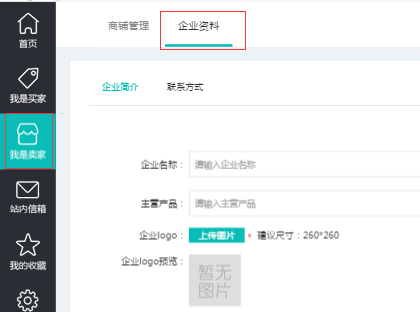 首页
我是买家
我是卖家
站内信箱
我的收藏
商铺管理 企业资料
企业简介 联系方式
企业名称： 请输入企业名称
主营产品： 请输入主营产品
企业logo： 上传图片 * 建议尺寸：260*260
企业logo预览： 暂无
图片